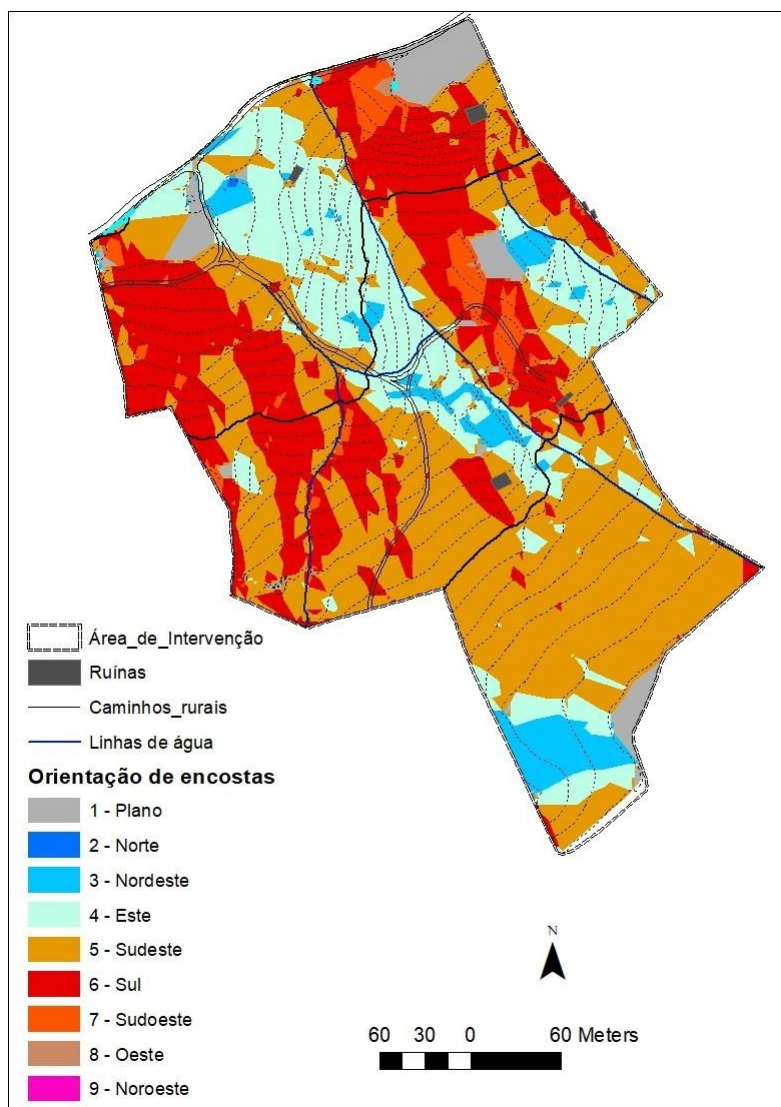 Área_de_Intervenção
Ruínas
Caminhos_rurais
Linhas de água
Orientação de encostas
1 - Plano
2 - Norte
3 - Nordeste
4 - Este
5 - Sudeste
6 - Sul
7 - Sudoeste
8 - Oeste
9 - Noroeste
N
60 30 0 60 Meters